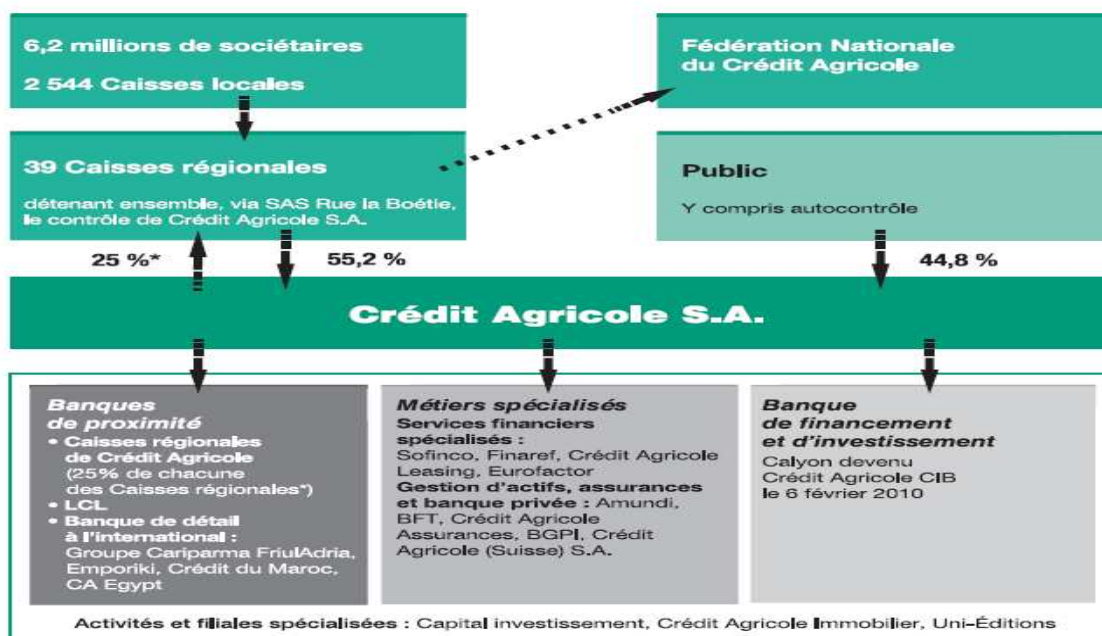 6,2 millions de sociétaires
2 544 Caisses locales
Fédération Nationale
du Crédit Agricole
39 Caisses régionales
détenant ensemble, via SAS Rue la Boétie,
le contrôle de Crédit Agricole S.A.
Public
Y compris autocontrôle
25 %*
55,2 %
44,8 %
Crédit Agricole S.A.
Banques
de proximité
• Caisses régionales
de Crédit Agricole
(25% de chacune
des Caisses régionales*)
• LCL
• Banque de détail
à l'international :
Groupe Cariparma FriulAdria,
Emporiki, Crédit du Maroc,
CA Egypt
Métiers spécialisés
Services financiers
spécialisés :
Sofinco, Finaref, Crédit Agricole
Leasing, Eurofactor
Gestion d'actifs, assurances
et banque privée : Amundi,
BFT, Crédit Agricole
Assurances, BGPI, Crédit
Agricole (Suisse) S.A.
Banque
de financement
et d'investissement
Calyon devenu
Crédit Agricole CIB
le 6 février 2010
Activités et filiales spécialisées : Capital investissement, Crédit Agricole Immobilier, Uni-Éditions